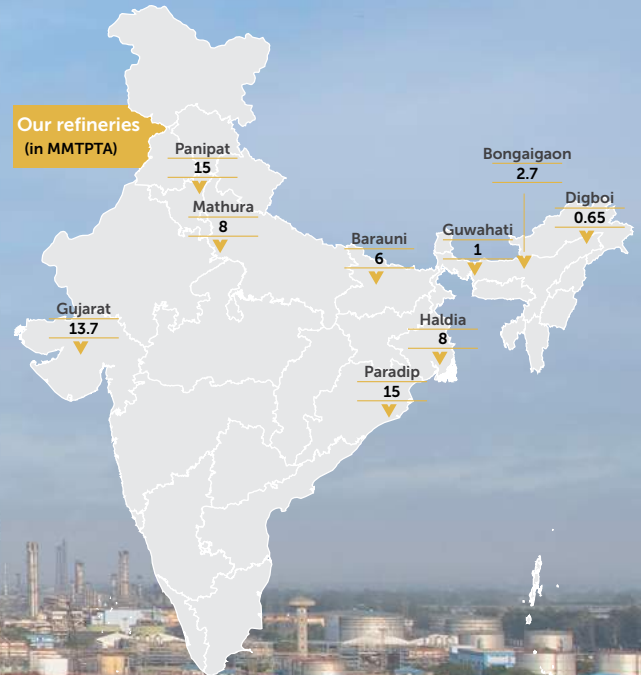 Our refineries
(in MMTPTA)
Panipat
15
Mathura
8
Barauni
6
Bongaigaon
2.7
Digboi
0.65
Guwahati
1
Gujarat
13.7
Haldia
8
Paradip
15